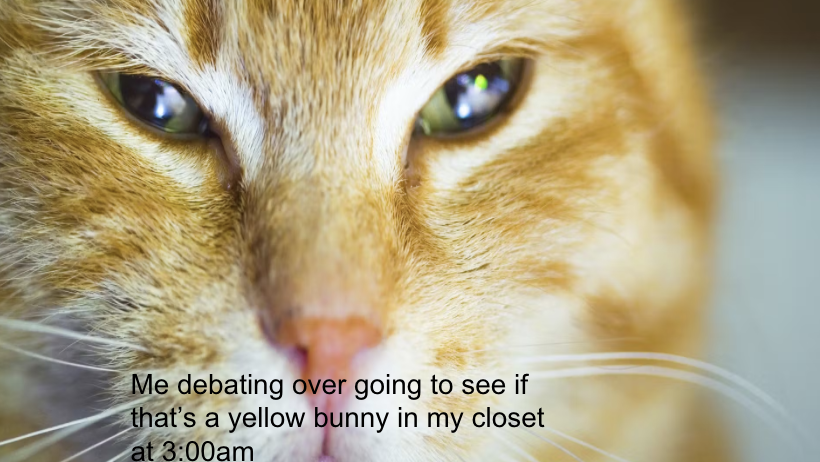 Me debating over going to see if
that’s a yellow bunny in my closet
at 3:00am